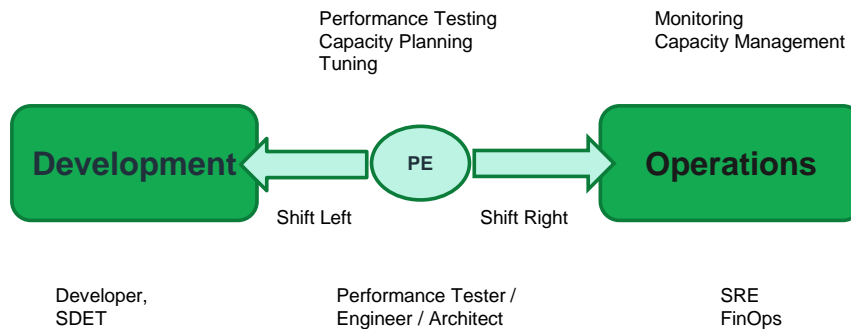 Performance Testing
Capacity Planning
Tuning
Monitoring
Capacity Management
Development
PE
Operations
Shift Left
Shift Right
Developer,
SDET
Performance Tester /
Engineer / Architect
SRE
FinOps